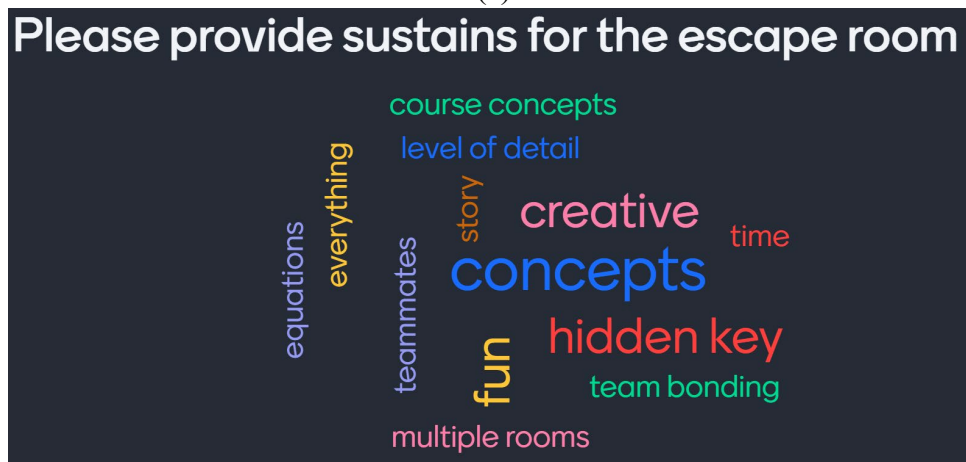 Please provide sustains for the escape room
course concepts
level of detail
everything
story
creative
time
equations
teammates
concepts
hidden key
fun
team bonding
multiple rooms